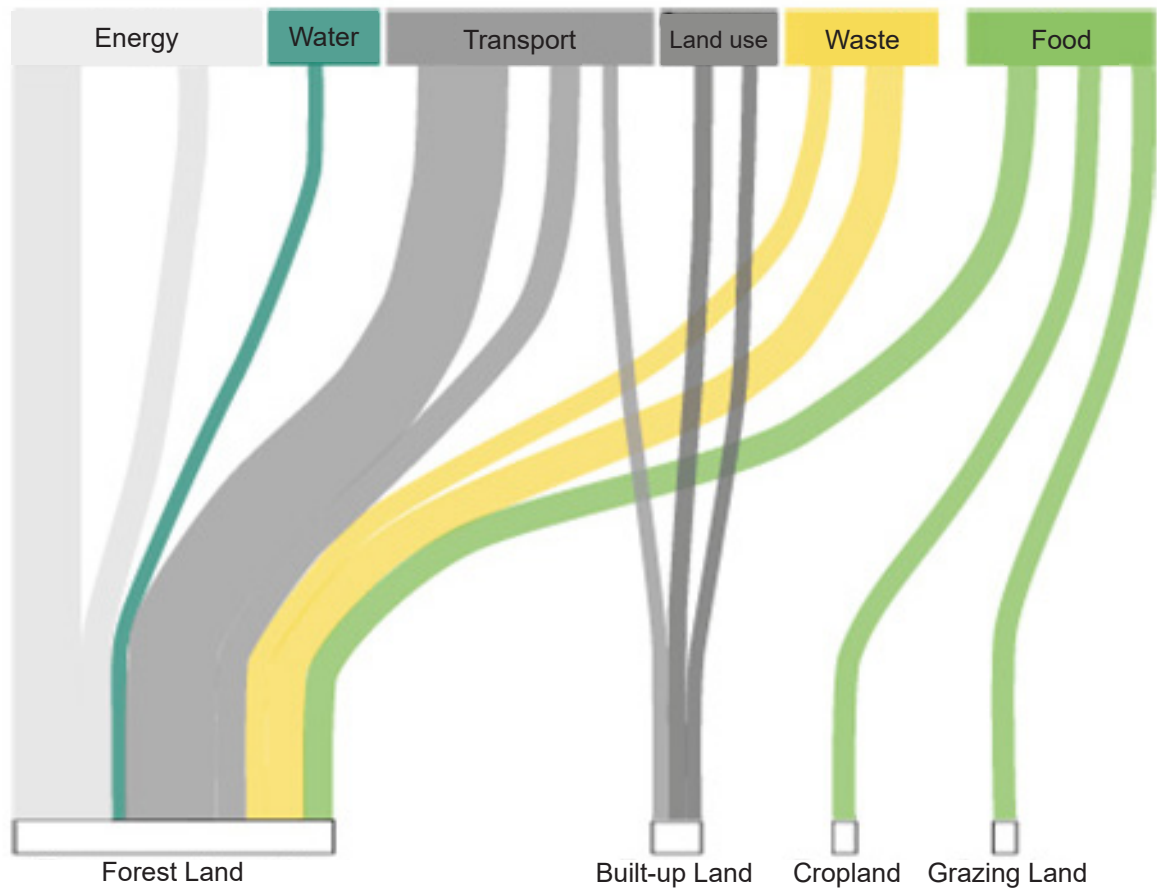 Energy
Water
Transport
Land use
Waste
Food
Forest Land
Built-up Land
Cropland
Grazing Land